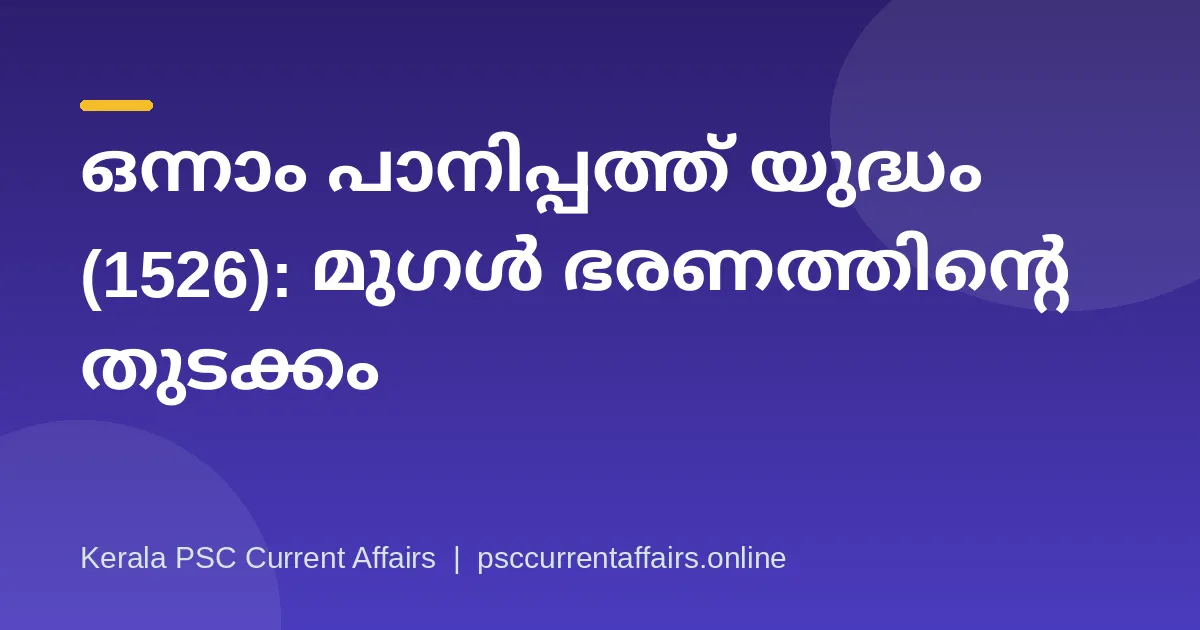 ഒന്നാം പാനിപ്പത്ത് യുദ്ധം
(1526): മുഗൾ ഭരണത്തിന്റെ
തുടക്കം
Kerala PSC Current Affairs | psccurrentaffairs.online